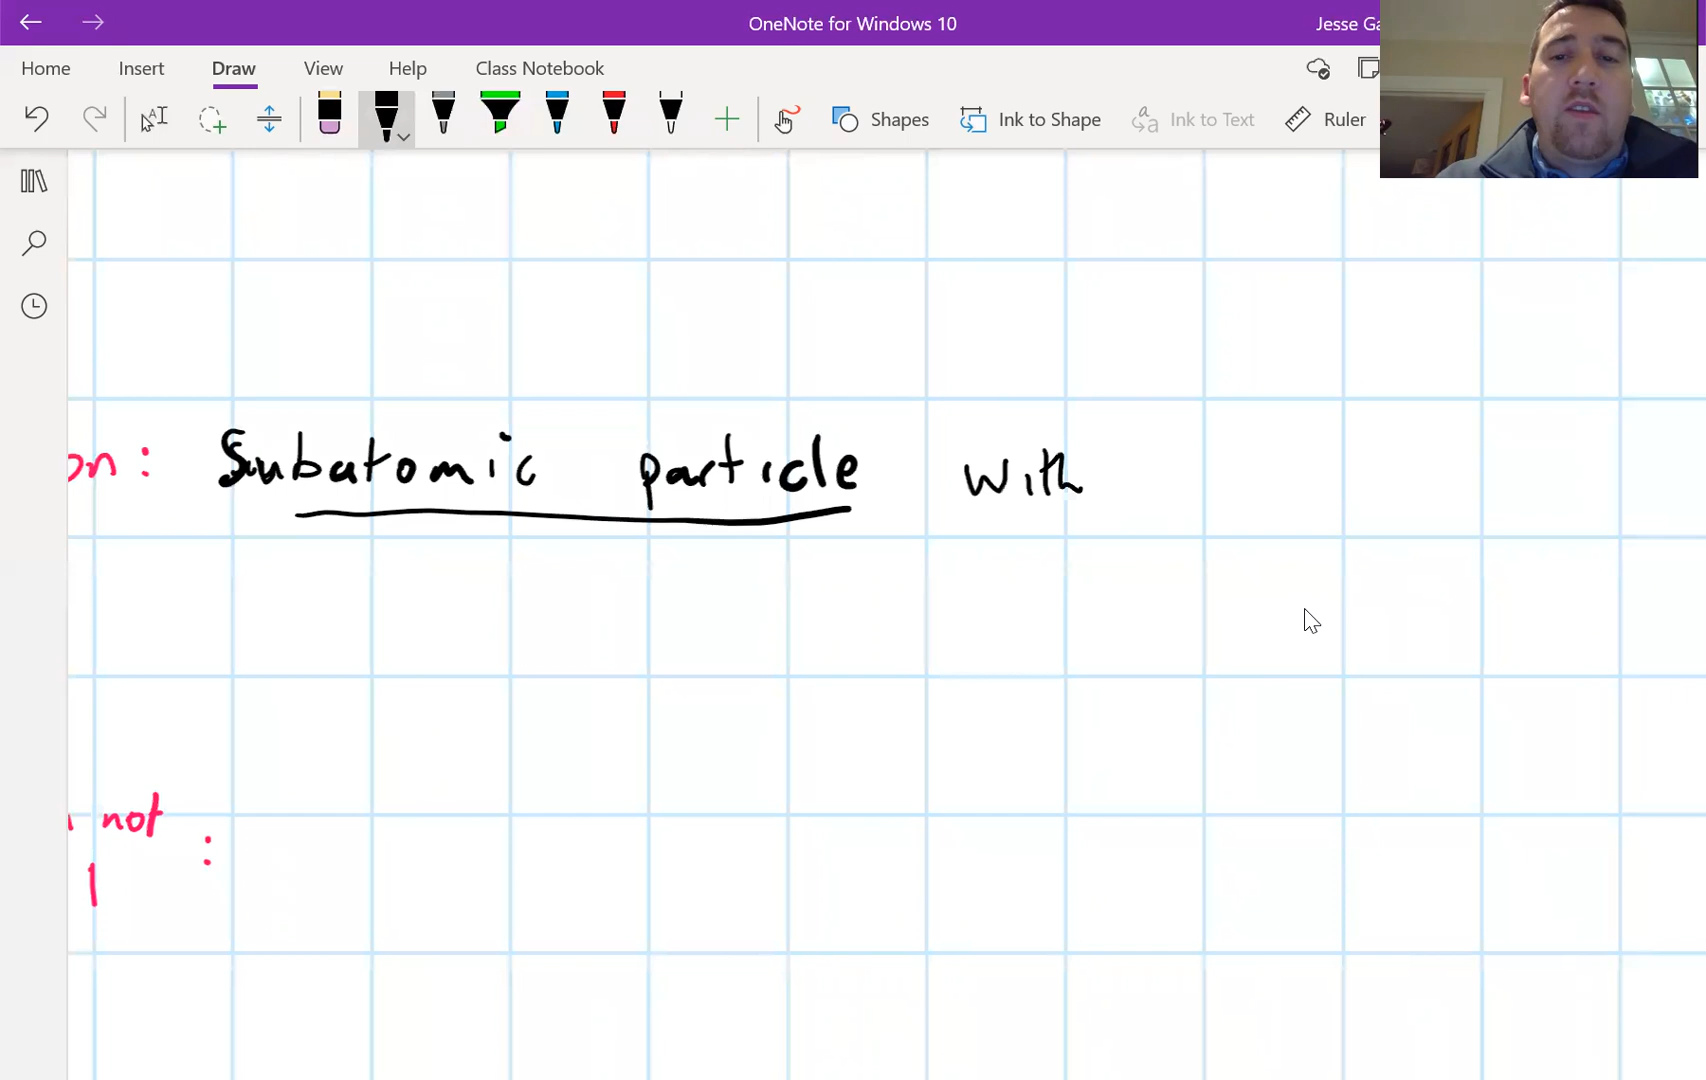 OneNote for Windows 10
Jesse Ga
Home Insert Draw View Help Class Notebook
Shapes Ink to Shape Ink to Text Ruler
on: Subatomic particle with
not :